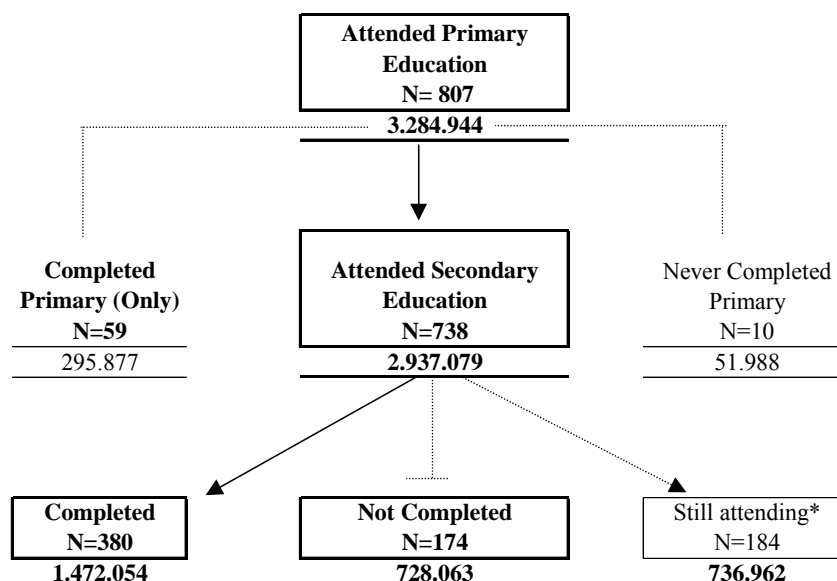 Attended Primary
Education
N= 807
3.284.944
Completed
Primary (Only)
N=59
295.877
Attended Secondary
Education
N=738
2.937.079
Never Completed
Primary
N=10
51.988
Completed
N=380
1.472.054
Not Completed
N=174
728.063
Still attending*
N=184
736.962